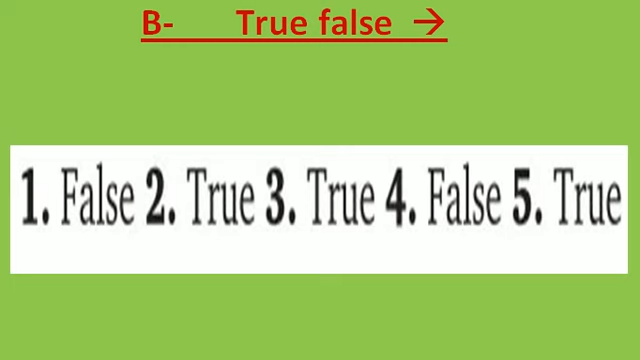 B- True false →
1. False 2. True 3. True 4. False 5. True